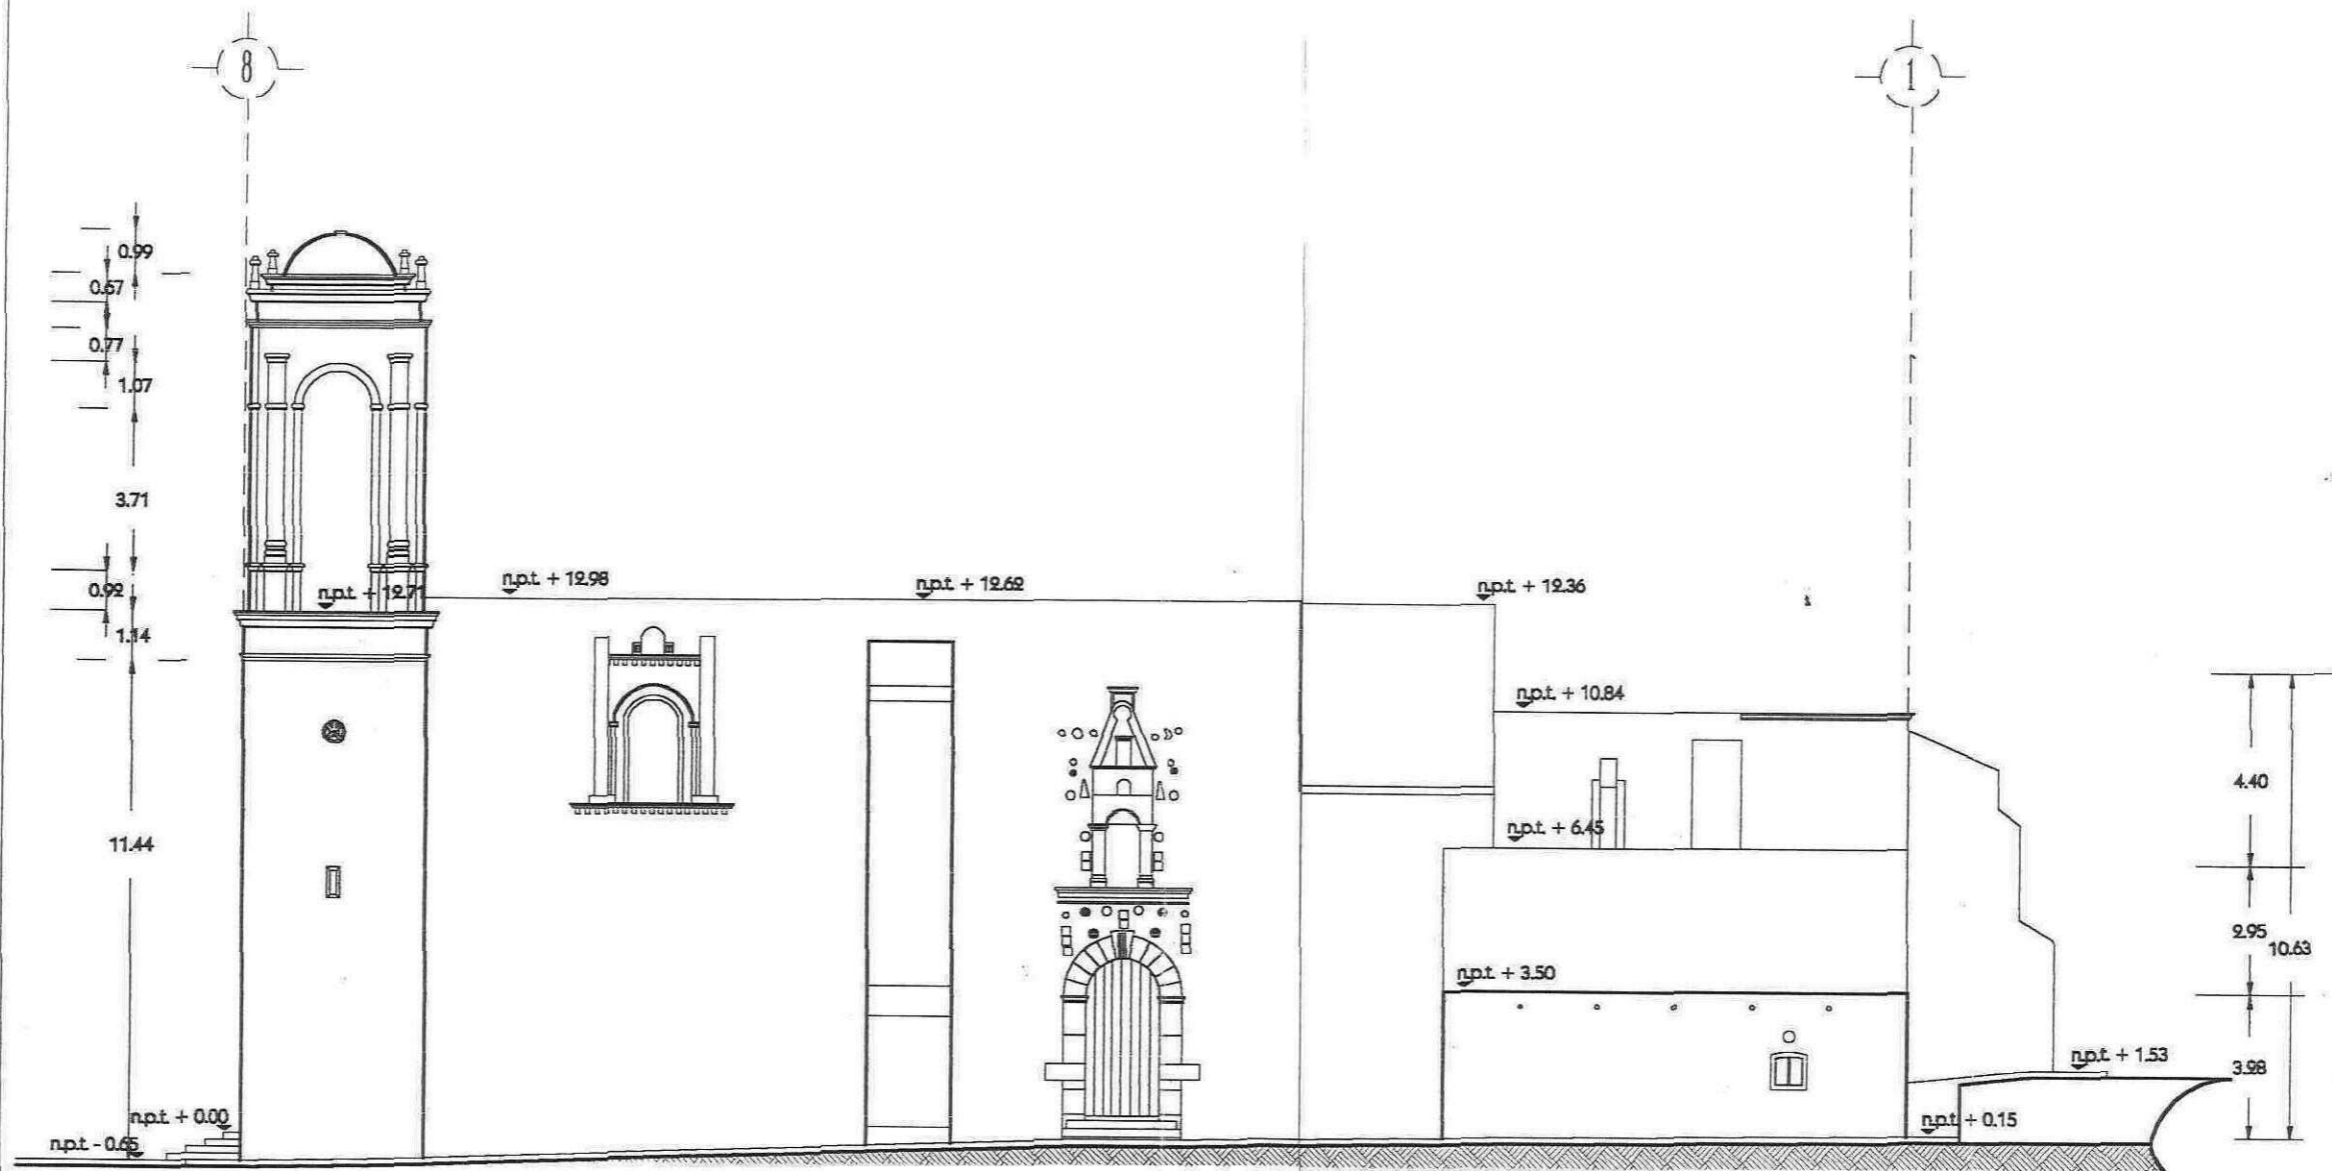 8
1
0.99
0.67
0.77
1.07
3.71
0.92
1.14
11.44
n.p.t. + 12.71
n.p.t. + 12.98
n.p.t. + 12.62
n.p.t. + 12.36
n.p.t. + 10.84
n.p.t. + 6.45
n.p.t. + 3.50
4.40
2.95
10.63
3.98
n.p.t. + 1.53
n.p.t. + 0.15
n.p.t. + 0.00
n.p.t. - 0.65